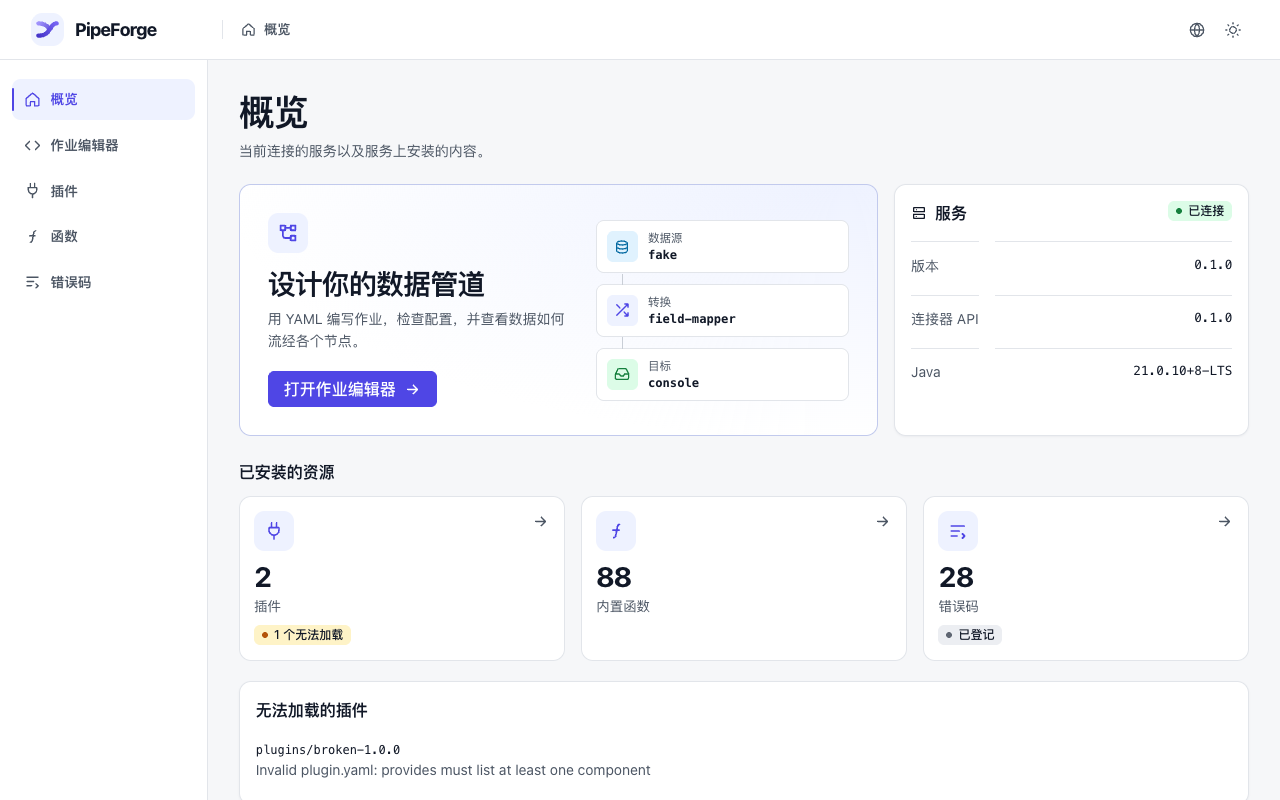 PipeForge
概览
概览
作业编辑器
插件
函数
错误码
概览
当前连接的服务以及服务上安装的内容。
设计你的数据管道
用 YAML 编写作业，检查配置，并查看数据如何
流经各个节点。
打开作业编辑器
数据源
fake
转换
field-mapper
目标
console
服务
已连接
版本
0.1.0
连接器 API
0.1.0
Java
21.0.10+8-LTS
已安装的资源
2
插件
1 个无法加载
88
内置函数
28
错误码
已登记
无法加载的插件
plugins/broken-1.0.0
Invalid plugin.yaml: provides must list at least one component